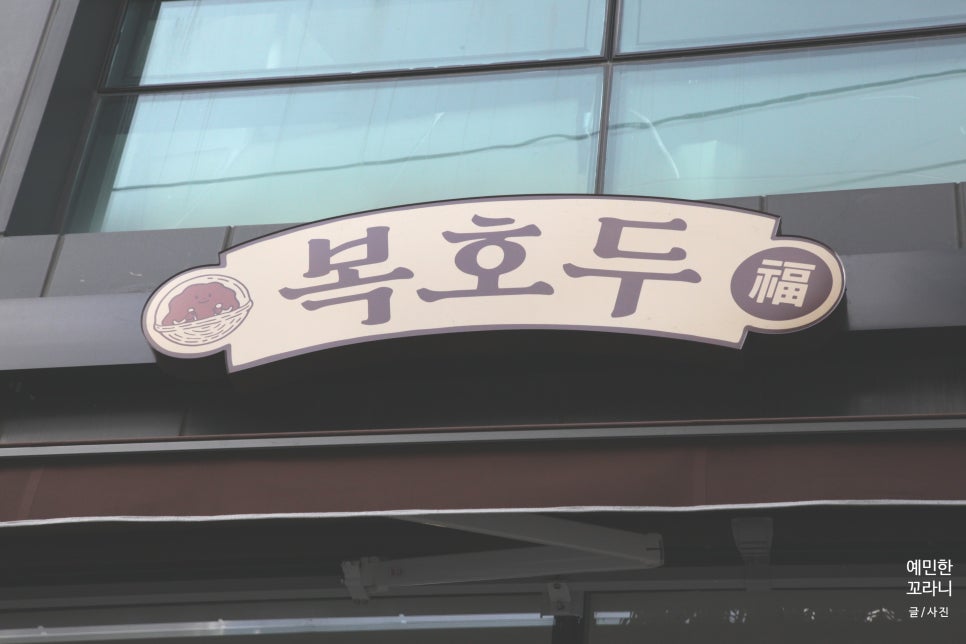 복호두
福
예민한
꼬라니
글/사진